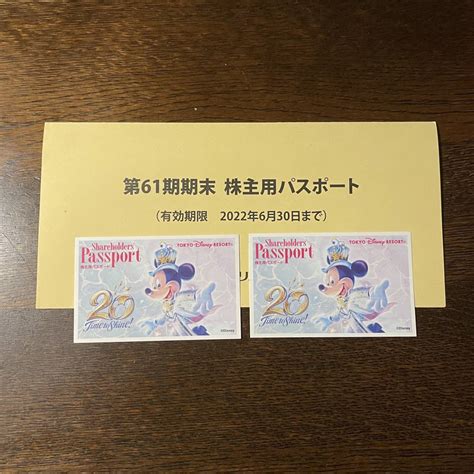 第61期期末 株主用パスポート
(有効期限 2022年6月30日まで)
Shareholders'
Passport
株主用パスポート
TOKYO Disney RESORT®
20
Time to Shine!
©Disney
Shareholders'
Passport
株主用パスポート
TOKYO Disney RESORT®
20
Time to Shine!
©Disney
リ